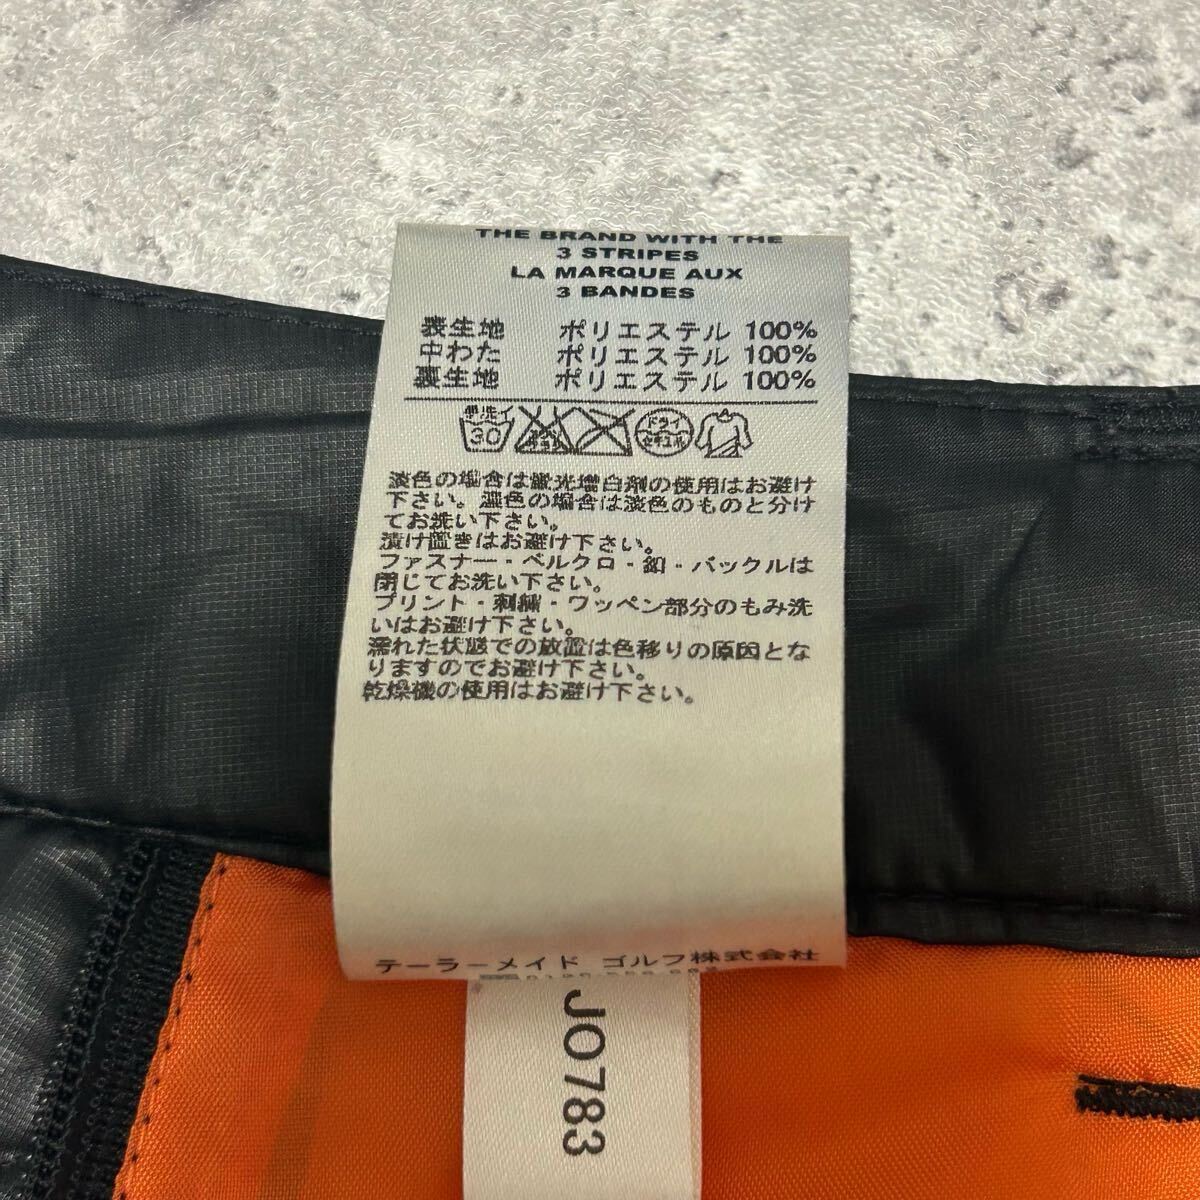 THE BRAND WITH THE
3 STRIPES
LA MARQUE AUX
3 BANDES
表生地 ポリエステル 100%
中わた ポリエステル 100%
裏生地 ポリエステル 100%
手洗イ
30
ドライ
セキユ系
淡色の場合は蛍光増白剤の使用はお避け
下さい。濃色の場合は淡色のものと分け
てお洗い下さい。
漬け置きはお避け下さい。
ファスナー・ベルクロ・釦・バックルは
閉じてお洗い下さい。
プリント・刺繍・ワッペン部分のもみ洗
いはお避け下さい。
濡れた状態での放置は色移りの原因とな
りますのでお避け下さい。
乾燥機の使用はお避け下さい。
テーラーメイド ゴルフ株式会社
JO783